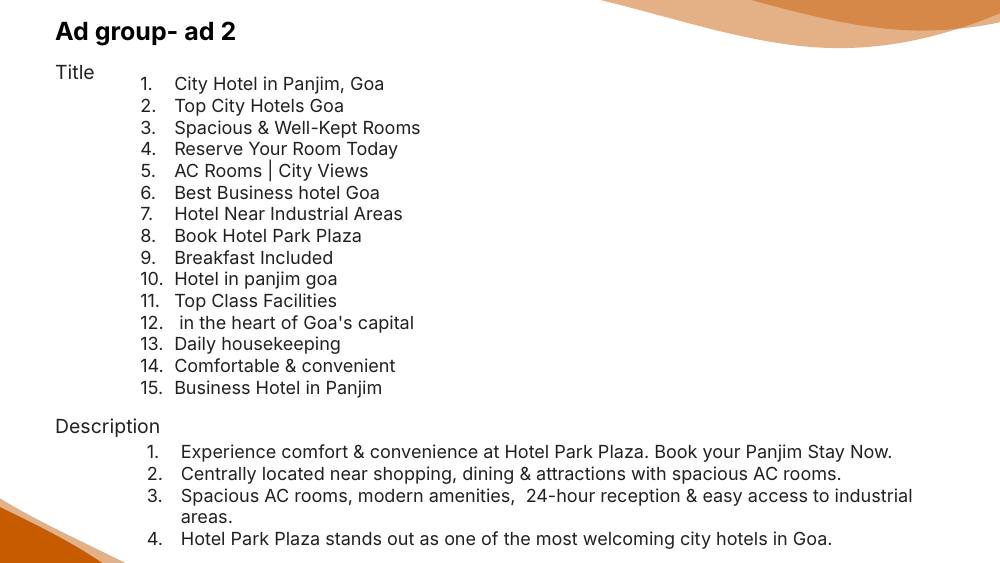 Ad group- ad 2
Title
1. City Hotel in Panjim, Goa
2. Top City Hotels Goa
3. Spacious & Well-Kept Rooms
4. Reserve Your Room Today
5. AC Rooms | City Views
6. Best Business hotel Goa
7. Hotel Near Industrial Areas
8. Book Hotel Park Plaza
9. Breakfast Included
10. Hotel in panjim goa
11. Top Class Facilities
12. in the heart of Goa's capital
13. Daily housekeeping
14. Comfortable & convenient
15. Business Hotel in Panjim
Description
1. Experience comfort & convenience at Hotel Park Plaza. Book your Panjim Stay Now.
2. Centrally located near shopping, dining & attractions with spacious AC rooms.
3. Spacious AC rooms, modern amenities,  24-hour reception & easy access to industrial
areas.
4. Hotel Park Plaza stands out as one of the most welcoming city hotels in Goa.